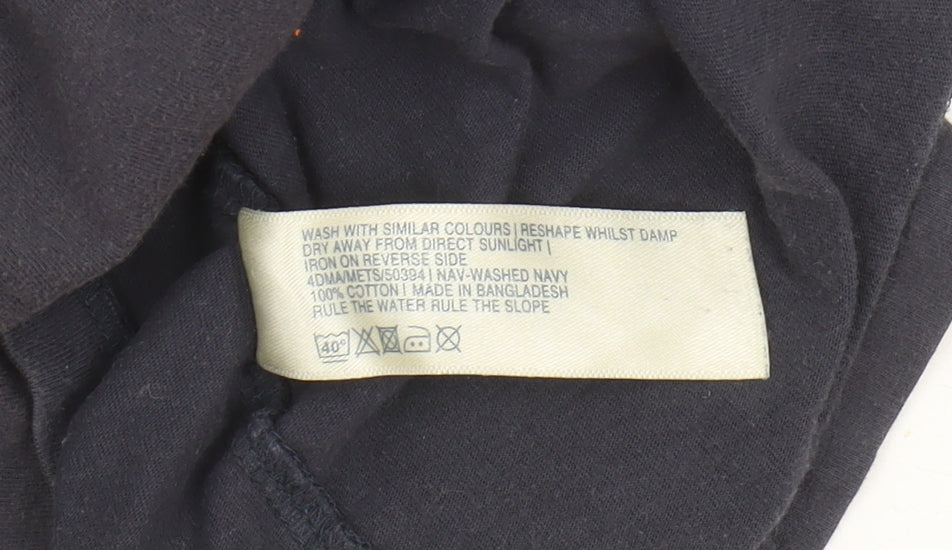 WASH WITH SIMILAR COLOURS | RESHAPE WHILST DAMP
DRY AWAY FROM DIRECT SUNLIGHT |
IRON ON REVERSE SIDE
4DMA/METS/50394 | NAV-WASHED NAVY
100% COTTON | MADE IN BANGLADESH
RULE THE WATER RULE THE SLOPE
40°